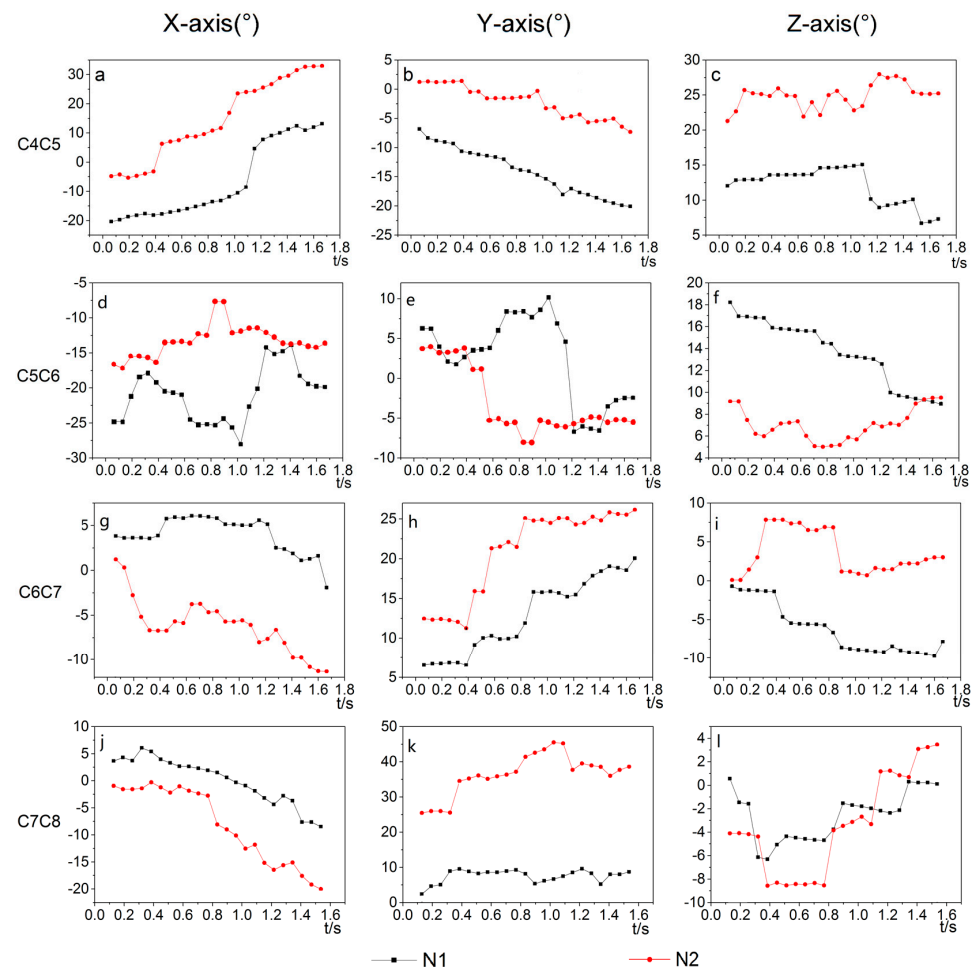 X-axis(°) Y-axis(°) Z-axis(°)
C4C5
a
30
20
10
0
-10
-20
0.0 0.2 0.4 0.6 0.8 1.0 1.2 1.4 1.6 1.8
t/s
b
5
0
-5
-10
-15
-20
-25
0.0 0.2 0.4 0.6 0.8 1.0 1.2 1.4 1.6 1.8
t/s
c
30
25
20
15
10
5
0.0 0.2 0.4 0.6 0.8 1.0 1.2 1.4 1.6 1.8
t/s
C5C6
d
-5
-10
-15
-20
-25
-30
0.0 0.2 0.4 0.6 0.8 1.0 1.2 1.4 1.6 1.8
t/s
e
10
5
0
-5
-10
0.0 0.2 0.4 0.6 0.8 1.0 1.2 1.4 1.6 1.8
t/s
f
20
18
16
14
12
10
8
6
4
0.0 0.2 0.4 0.6 0.8 1.0 1.2 1.4 1.6 1.8
t/s
C6C7
g
5
0
-5
-10
0.0 0.2 0.4 0.6 0.8 1.0 1.2 1.4 1.6 1.8
t/s
h
25
20
15
10
5
0.0 0.2 0.4 0.6 0.8 1.0 1.2 1.4 1.6 1.8
t/s
i
10
5
0
-5
-10
0.0 0.2 0.4 0.6 0.8 1.0 1.2 1.4 1.6 1.8
t/s
C7C8
j
10
5
0
-5
-10
-15
-20
0.0 0.2 0.4 0.6 0.8 1.0 1.2 1.4 1.6
t/s
k
50
40
30
20
10
0
0.0 0.2 0.4 0.6 0.8 1.0 1.2 1.4 1.6
t/s
l
4
2
0
-2
-4
-6
-8
-10
0.0 0.2 0.4 0.6 0.8 1.0 1.2 1.4 1.6
t/s
N1 N2